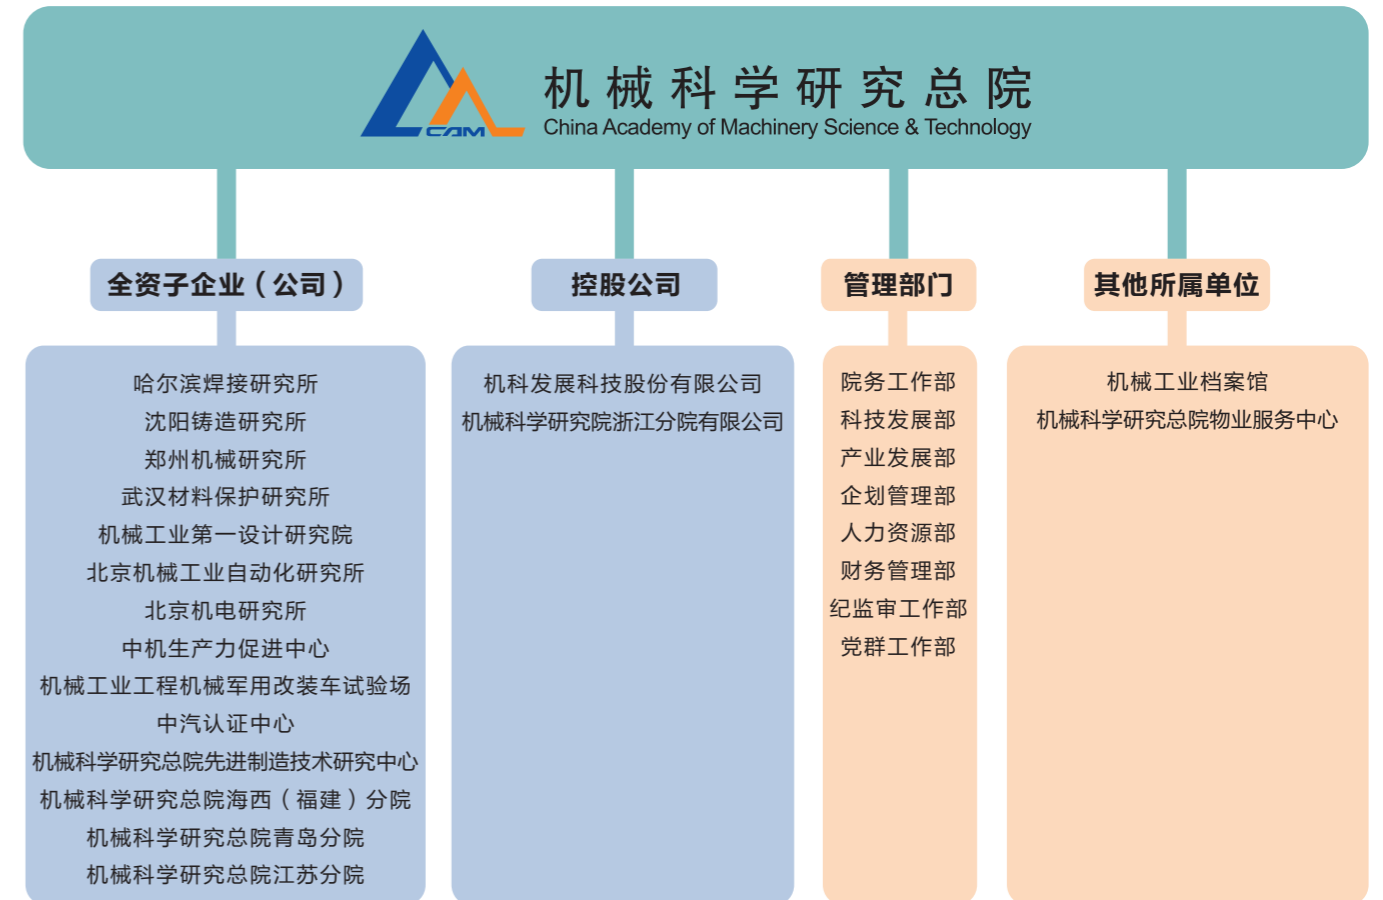 机械科学研究总院
CAM
China Academy of Machinery Science & Technology
全资子企业（公司）
哈尔滨焊接研究所
沈阳铸造研究所
郑州机械研究所
武汉材料保护研究所
机械工业第一设计研究院
北京机械工业自动化研究所
北京机电研究所
中机生产力促进中心
机械工业工程机械军用改装车试验场
中汽认证中心
机械科学研究总院先进制造技术研究中心
机械科学研究总院海西（福建）分院
机械科学研究总院青岛分院
机械科学研究总院江苏分院
控股公司
机科发展科技股份有限公司
机械科学研究院浙江分院有限公司
管理部门
院务工作部
科技发展部
产业发展部
企划管理部
人力资源部
财务管理部
纪监审工作部
党群工作部
其他所属单位
机械工业档案馆
机械科学研究总院物业服务中心